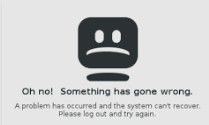 Oh no!  Something has gone wrong.
A problem has occurred and the system can't recover.
Please log out and try again.